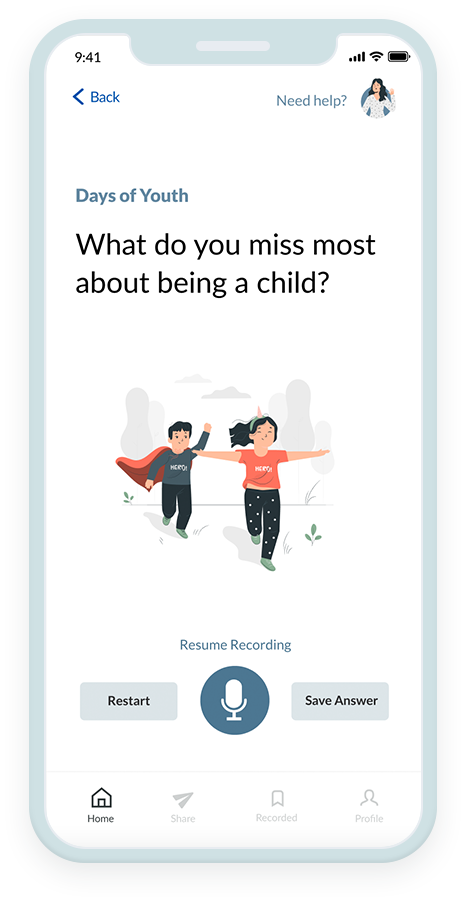 9:41
Back
Need help?
Days of Youth
What do you miss most
about being a child?
HERO!
HERO!
Resume Recording
Restart
Save Answer
Home
Share
Recorded
Profile